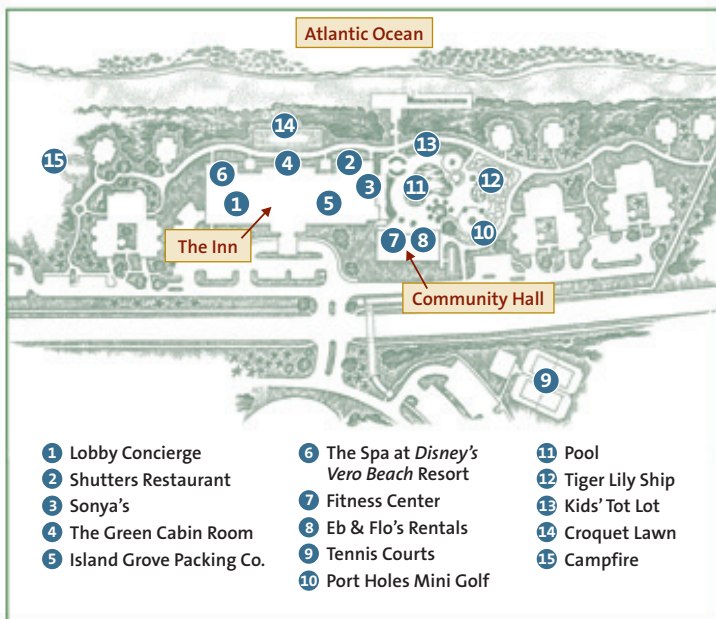 Atlantic Ocean
14
13
15
4
2
12
6
3
11
1
5
10
The Inn
7
8
Community Hall
9
1 Lobby Concierge
2 Shutters Restaurant
3 Sonya's
4 The Green Cabin Room
5 Island Grove Packing Co.
6 The Spa at Disney's
Vero Beach Resort
7 Fitness Center
8 Eb & Flo's Rentals
9 Tennis Courts
10 Port Holes Mini Golf
11 Pool
12 Tiger Lily Ship
13 Kids' Tot Lot
14 Croquet Lawn
15 Campfire